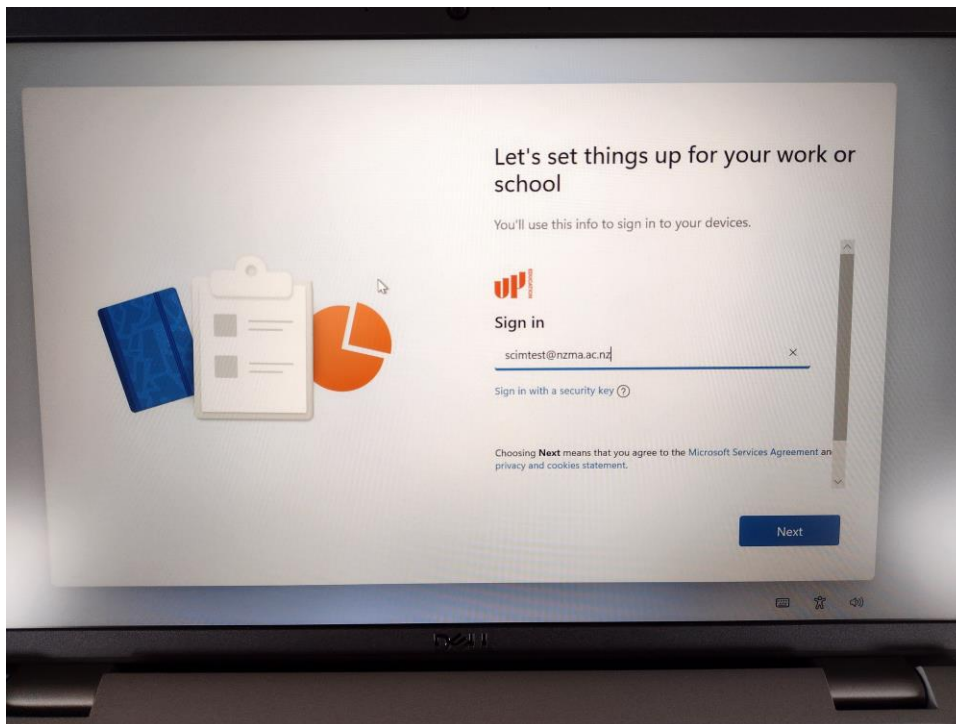 Let's set things up for your work or
school
You'll use this info to sign in to your devices.
UP
Sign in
scimtest@nzma.ac.nz
Sign in with a security key
Choosing Next means that you agree to the Microsoft Services Agreement an
privacy and cookies statement.
Next
DELL